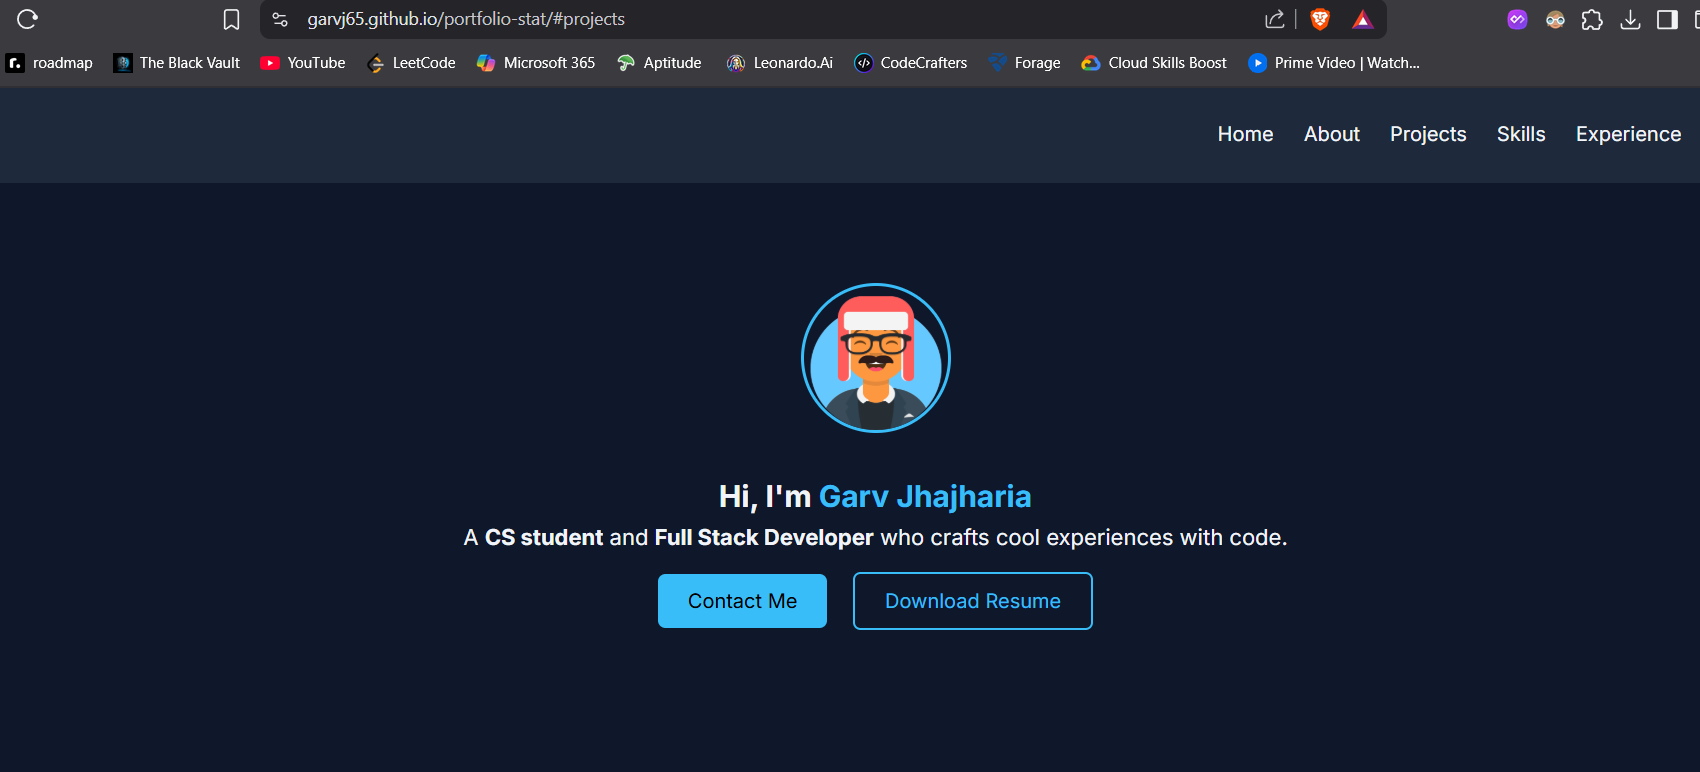 garvj65.github.io/portfolio-stat/#projects
roadmap The Black Vault YouTube LeetCode Microsoft 365 Aptitude Leonardo.Ai CodeCrafters Forage Cloud Skills Boost Prime Video | Watch...
Home About Projects Skills Experience
Hi, I'm Garv Jhajharia
A CS student and Full Stack Developer who crafts cool experiences with code.
Contact Me Download Resume